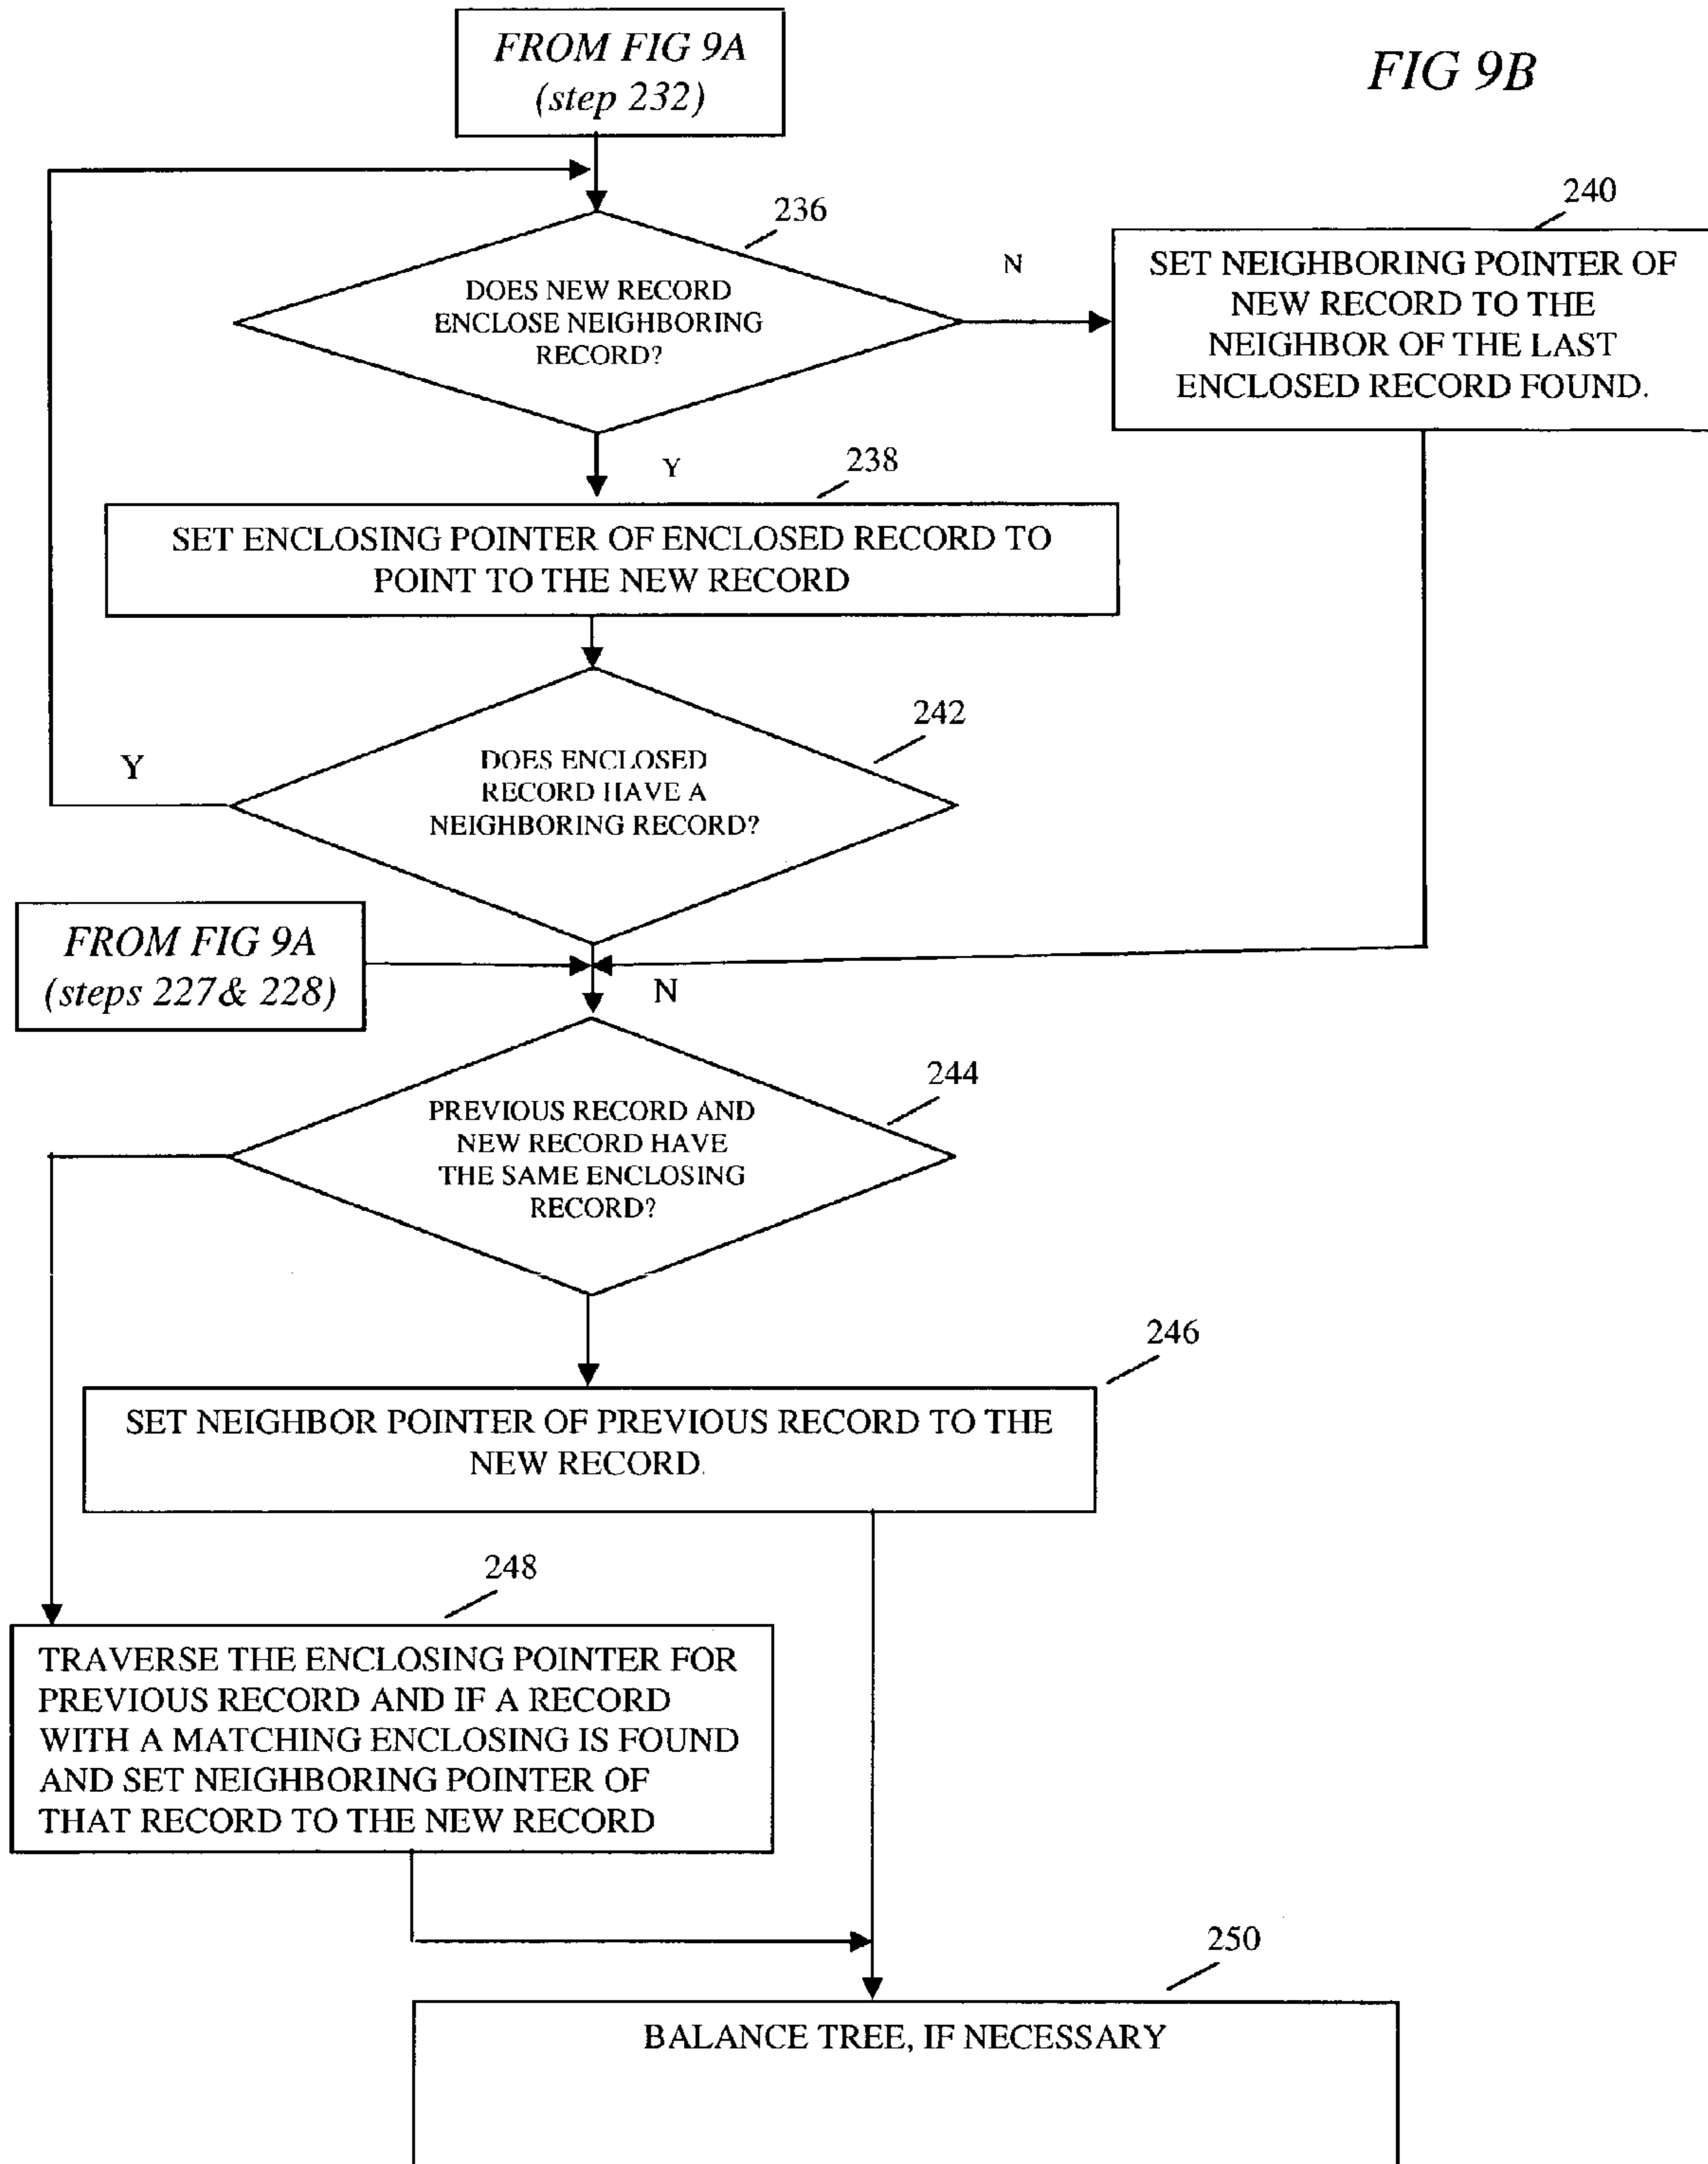 FROM FIG 9A
(step 232)
FIG 9B
236
DOES NEW RECORD
ENCLOSE NEIGHBORING
RECORD?
N
240
SET NEIGHBORING POINTER OF
NEW RECORD TO THE
NEIGHBOR OF THE LAST
ENCLOSED RECORD FOUND.
Y
238
SET ENCLOSING POINTER OF ENCLOSED RECORD TO
POINT TO THE NEW RECORD
242
Y
DOES ENCLOSED
RECORD HAVE A
NEIGHBORING RECORD?
FROM FIG 9A
(steps 227& 228)
N
244
PREVIOUS RECORD AND
NEW RECORD HAVE
THE SAME ENCLOSING
RECORD?
246
SET NEIGHBOR POINTER OF PREVIOUS RECORD TO THE
NEW RECORD.
248
TRAVERSE THE ENCLOSING POINTER FOR
PREVIOUS RECORD AND IF A RECORD
WITH A MATCHING ENCLOSING IS FOUND
AND SET NEIGHBORING POINTER OF
THAT RECORD TO THE NEW RECORD
250
BALANCE TREE, IF NECESSARY